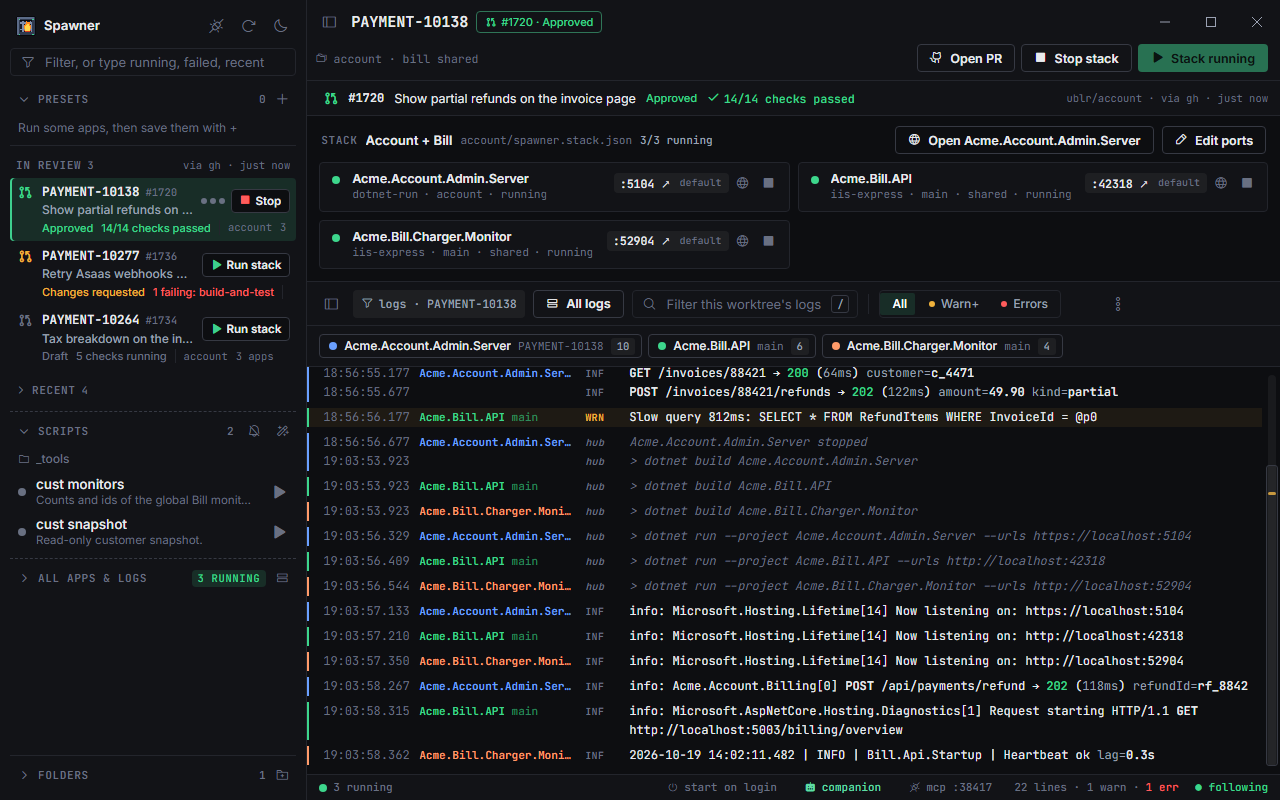 Spawner
Filter, or type running, failed, recent
PRESETS 0
Run some apps, then save them with +
IN REVIEW 3 via gh · just now
PAYMENT-10138 #1720
Show partial refunds on ... Stop
Approved 14/14 checks passed account 3
PAYMENT-10277 #1736
Retry Asaas webhooks ... Run stack
Changes requested 1 failing: build-and-test
PAYMENT-10264 #1734
Tax breakdown on the in... Run stack
Draft 5 checks running account 3 apps
RECENT 4
SCRIPTS 2
_tools
cust monitors
Counts and ids of the global Bill monit...
cust snapshot
Read-only customer snapshot.
ALL APPS & LOGS 3 RUNNING
FOLDERS 1
PAYMENT-10138 #1720 · Approved
account · bill shared
Open PR Stop stack Stack running
#1720 Show partial refunds on the invoice page Approved 14/14 checks passed ublr/account · via gh · just now
STACK Account + Bill account/spawner.stack.json 3/3 running
Open Acme.Account.Admin.Server Edit ports
Acme.Account.Admin.Server
dotnet-run · account · running
:5104 ↗ default
Acme.Bill.API
iis-express · main · shared · running
:42318 ↗ default
Acme.Bill.Charger.Monitor
iis-express · main · shared · running
:52904 ↗ default
logs · PAYMENT-10138 All logs Filter this worktree's logs / All Warn+ Errors
Acme.Account.Admin.Server PAYMENT-10138 10 Acme.Bill.API main 6 Acme.Bill.Charger.Monitor main 4
18:56:55.177 Acme.Account.Admin.Ser… INF GET /invoices/88421 → 200 (64ms) customer=c_4471
18:56:55.677 INF POST /invoices/88421/refunds → 202 (122ms) amount=49.90 kind=partial
18:56:56.177 Acme.Bill.API main WRN Slow query 812ms: SELECT * FROM RefundItems WHERE InvoiceId = @p0
18:56:56.677 Acme.Account.Admin.Ser… hub Acme.Account.Admin.Server stopped
19:03:53.923 hub > dotnet build Acme.Account.Admin.Server
19:03:53.923 Acme.Bill.API main hub > dotnet build Acme.Bill.API
19:03:53.923 Acme.Bill.Charger.Moni… hub > dotnet build Acme.Bill.Charger.Monitor
19:03:56.329 Acme.Account.Admin.Ser… hub > dotnet run --project Acme.Account.Admin.Server --urls https://localhost:5104
19:03:56.409 Acme.Bill.API main hub > dotnet run --project Acme.Bill.API --urls http://localhost:42318
19:03:56.544 Acme.Bill.Charger.Moni… hub > dotnet run --project Acme.Bill.Charger.Monitor --urls http://localhost:52904
19:03:57.133 Acme.Account.Admin.Ser… INF info: Microsoft.Hosting.Lifetime[14] Now listening on: https://localhost:5104
19:03:57.210 Acme.Bill.API main INF info: Microsoft.Hosting.Lifetime[14] Now listening on: http://localhost:42318
19:03:57.350 Acme.Bill.Charger.Moni… INF info: Microsoft.Hosting.Lifetime[14] Now listening on: http://localhost:52904
19:03:58.267 Acme.Account.Admin.Ser… INF info: Acme.Account.Billing[0] POST /api/payments/refund → 202 (118ms) refundId=rf_8842
19:03:58.315 Acme.Bill.API main INF info: Microsoft.AspNetCore.Hosting.Diagnostics[1] Request starting HTTP/1.1 GET
http://localhost:5003/billing/overview
19:03:58.362 Acme.Bill.Charger.Moni… INF 2026-10-19 14:02:11.482 | INFO | Bill.Api.Startup | Heartbeat ok lag=0.3s
3 running start on login companion mcp :38417 22 lines · 1 warn · 1 err following